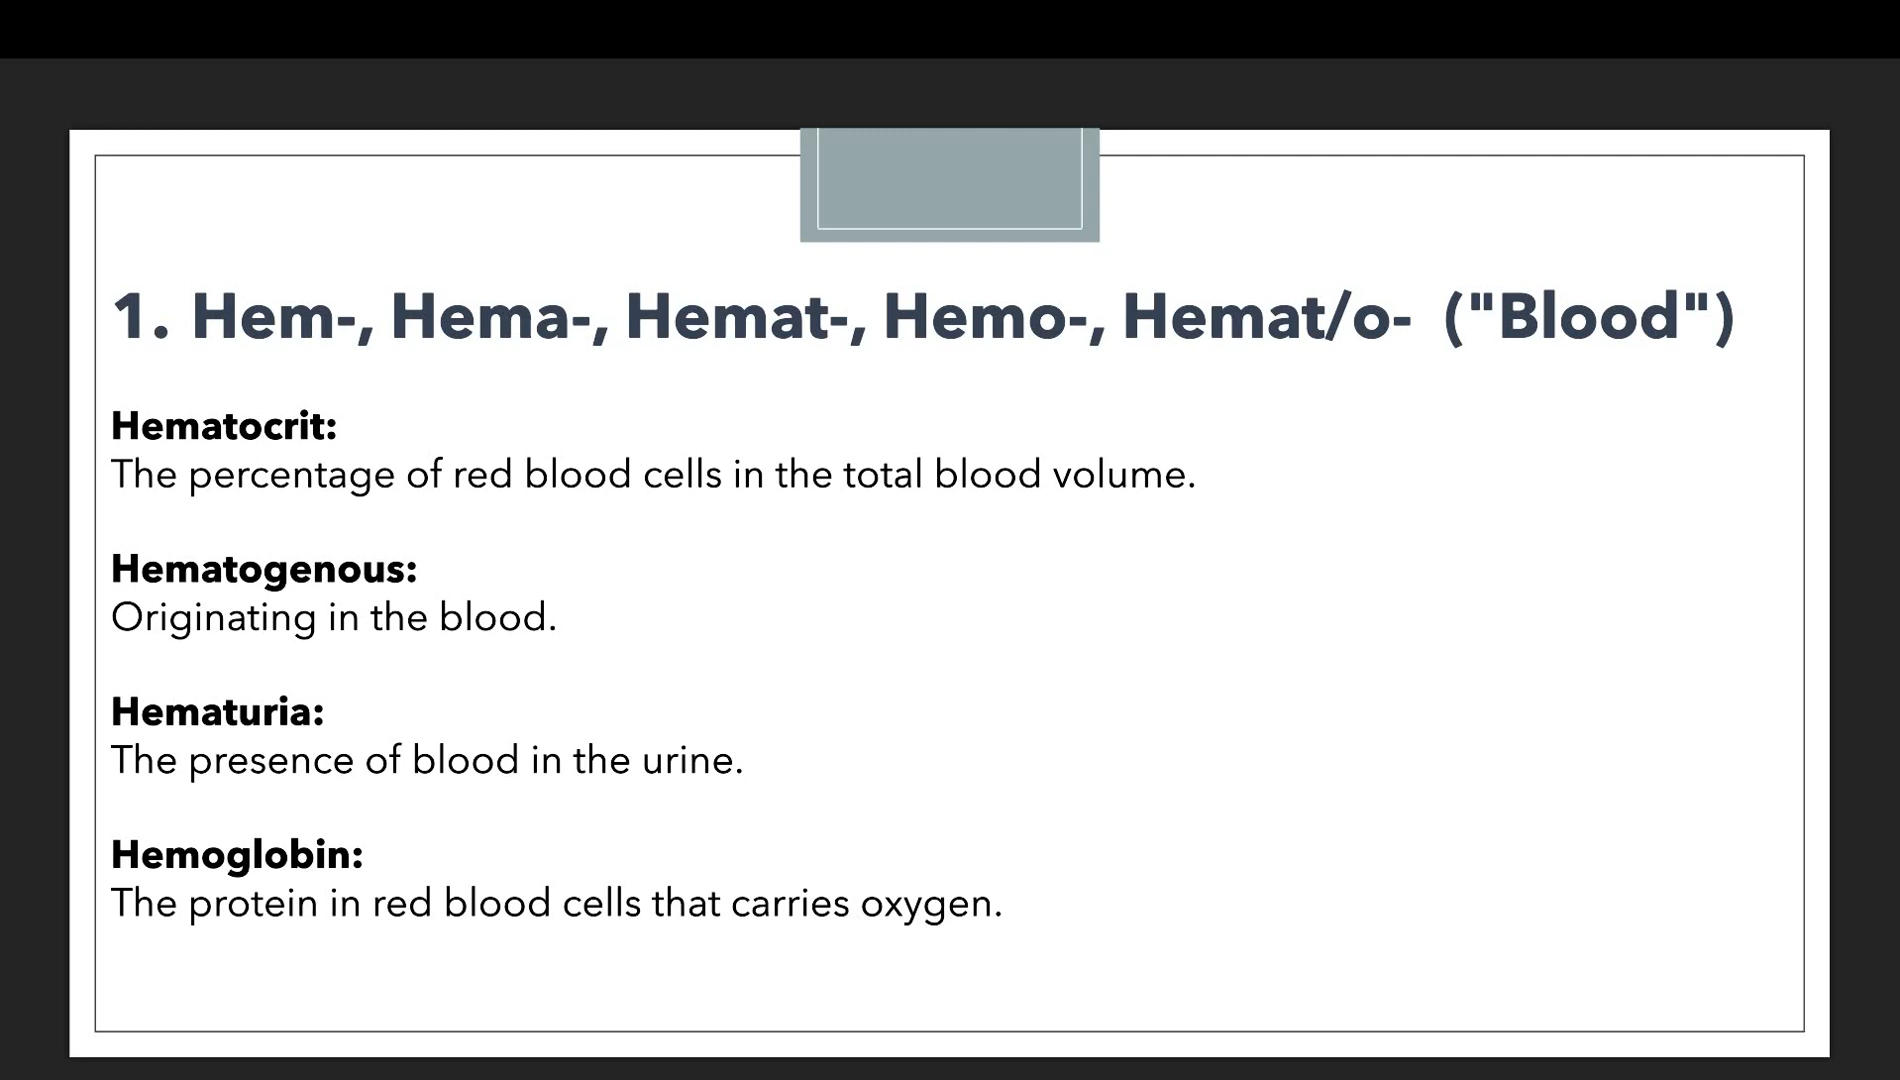 1. Hem-, Hema-, Hemat-, Hemo-, Hemat/o- ("Blood")
Hematocrit:
The percentage of red blood cells in the total blood volume.
Hematogenous:
Originating in the blood.
Hematuria:
The presence of blood in the urine.
Hemoglobin:
The protein in red blood cells that carries oxygen.